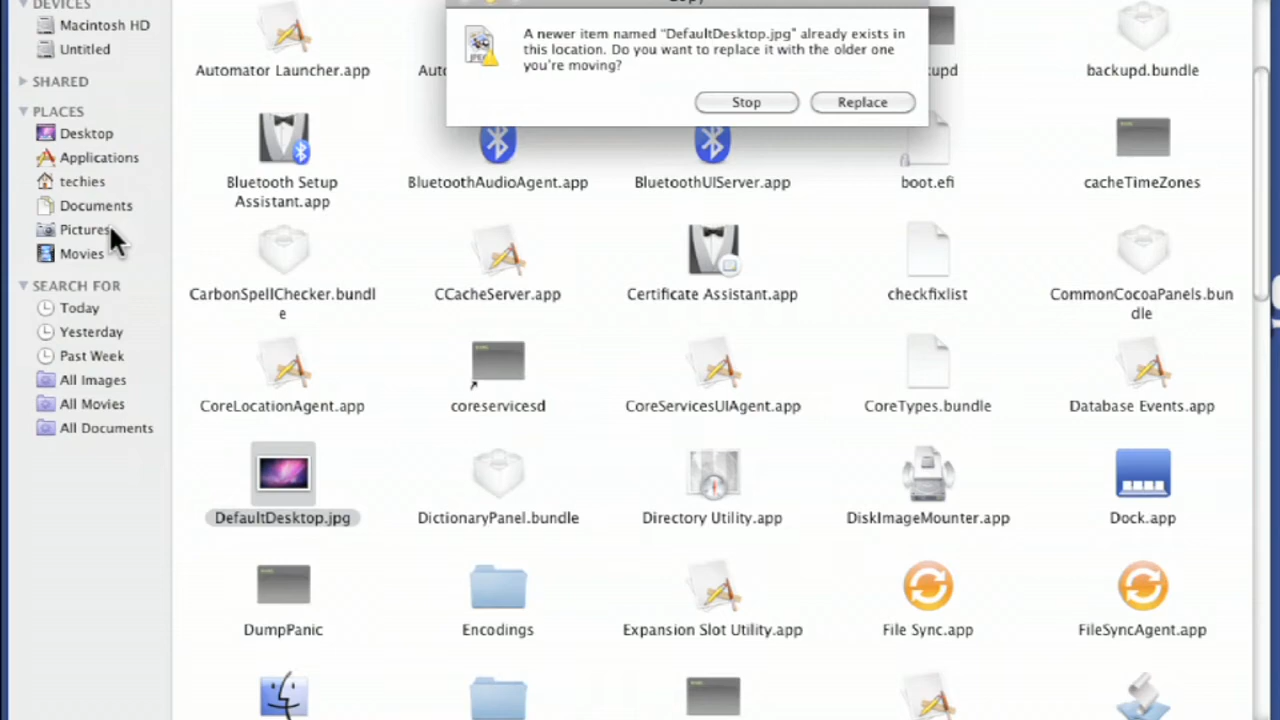 DEVICES
Macintosh HD
Untitled
SHARED
PLACES
Desktop
Applications
techies
Documents
Pictures
Movies
SEARCH FOR
Today
Yesterday
Past Week
All Images
All Movies
All Documents
Copy
A newer item named “DefaultDesktop.jpg” already exists in
this location. Do you want to replace it with the older one
you're moving?
Stop
Replace
JPEG
Automator Launcher.app
backupd.bundle
Bluetooth Setup
Assistant.app
BluetoothAudioAgent.app
BluetoothUIServer.app
boot.efi
cacheTimeZones
CarbonSpellChecker.bundl
e
CCacheServer.app
Certificate Assistant.app
checkfixlist
CommonCocoaPanels.bun
dle
CoreLocationAgent.app
coreservicesd
CoreServicesUIAgent.app
CoreTypes.bundle
Database Events.app
DefaultDesktop.jpg
DictionaryPanel.bundle
Directory Utility.app
DiskImageMounter.app
Dock.app
DumpPanic
Encodings
Expansion Slot Utility.app
File Sync.app
FileSyncAgent.app